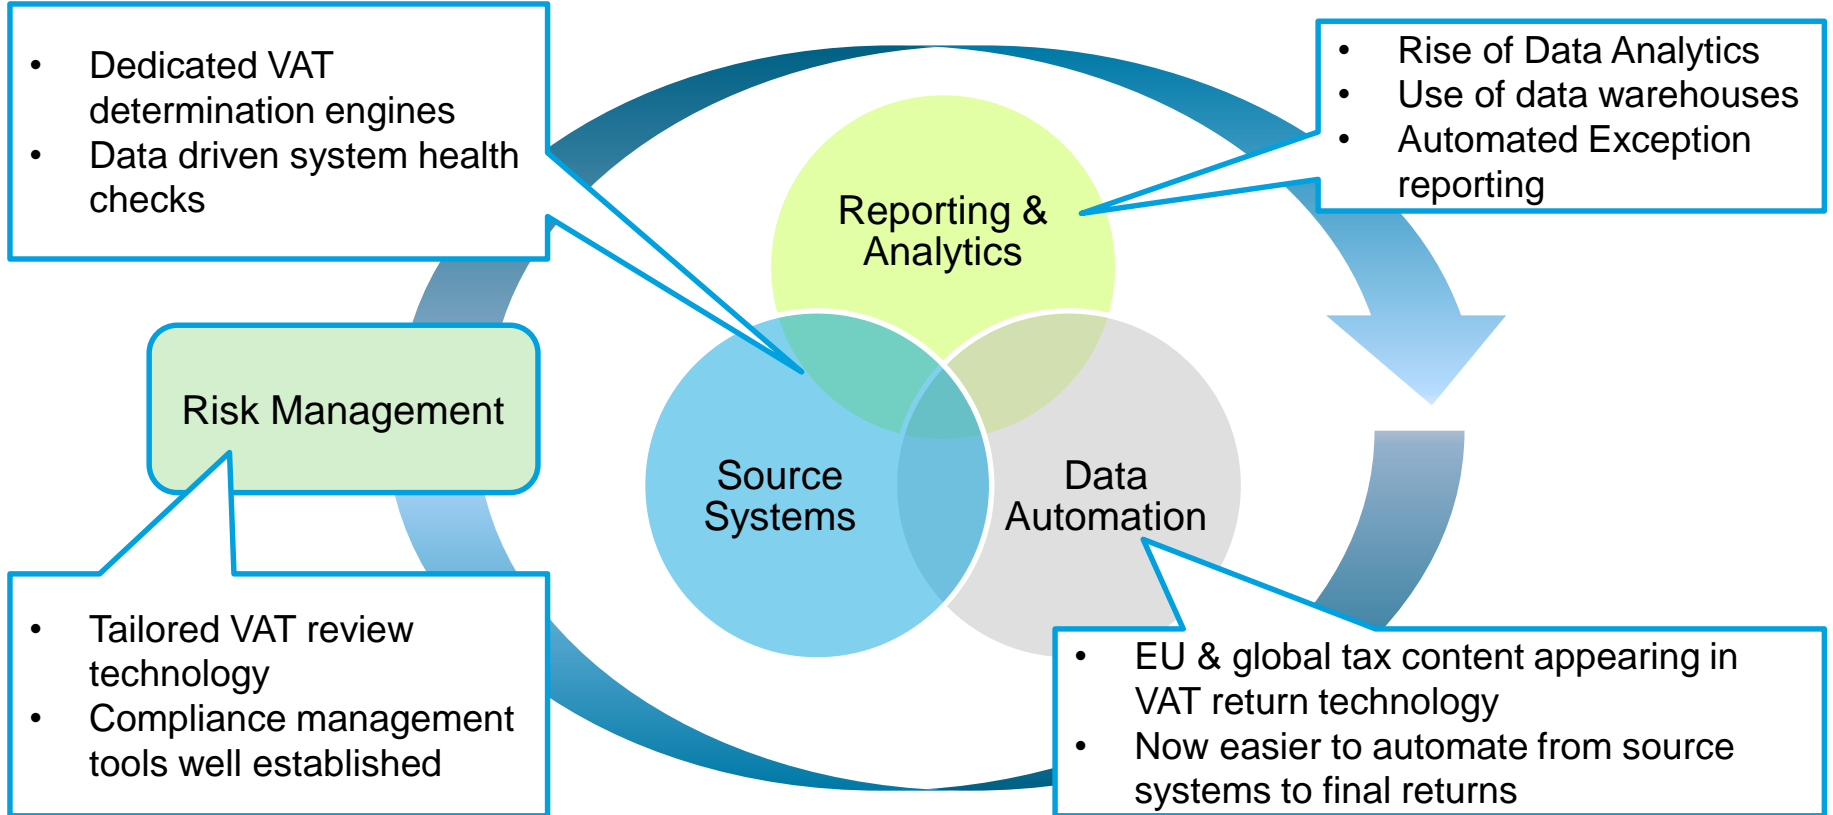 • Dedicated VAT
determination engines
• Data driven system health
checks
• Rise of Data Analytics
• Use of data warehouses
• Automated Exception
reporting
Reporting &
Analytics
Risk Management
Source
Systems
Data
Automation
• Tailored VAT review
technology
• Compliance management
tools well established
• EU & global tax content appearing in
VAT return technology
• Now easier to automate from source
systems to final returns